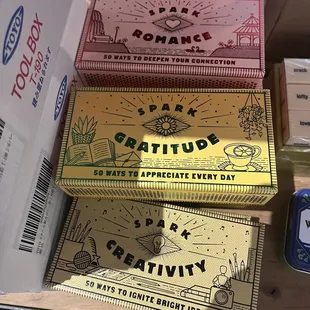 TOYO
TOOL BOX
T-190
SPARK
ROMANCE
50 WAYS TO DEEPEN YOUR CONNECTION
SPARK
GRATITUDE
50 WAYS TO APPRECIATE EVERY DAY
SPARK
CREATIVITY
50 WAYS TO IGNITE BRIGHT
TOYO